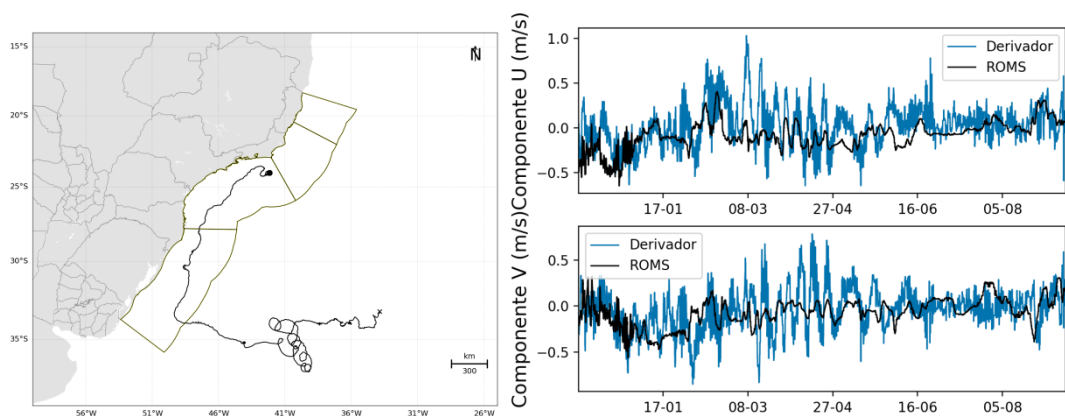 15°S
20°S
25°S
30°S
35°S
N
km
300
56°W
51°W
46°W
41°W
36°W
31°W
26°W
Componente U (m/s)
1.0
0.5
0.0
−0.5
Derivador
ROMS
17-01
08-03
27-04
16-06
05-08
Componente V (m/s)
0.5
0.0
−0.5
Derivador
ROMS
17-01
08-03
27-04
16-06
05-08